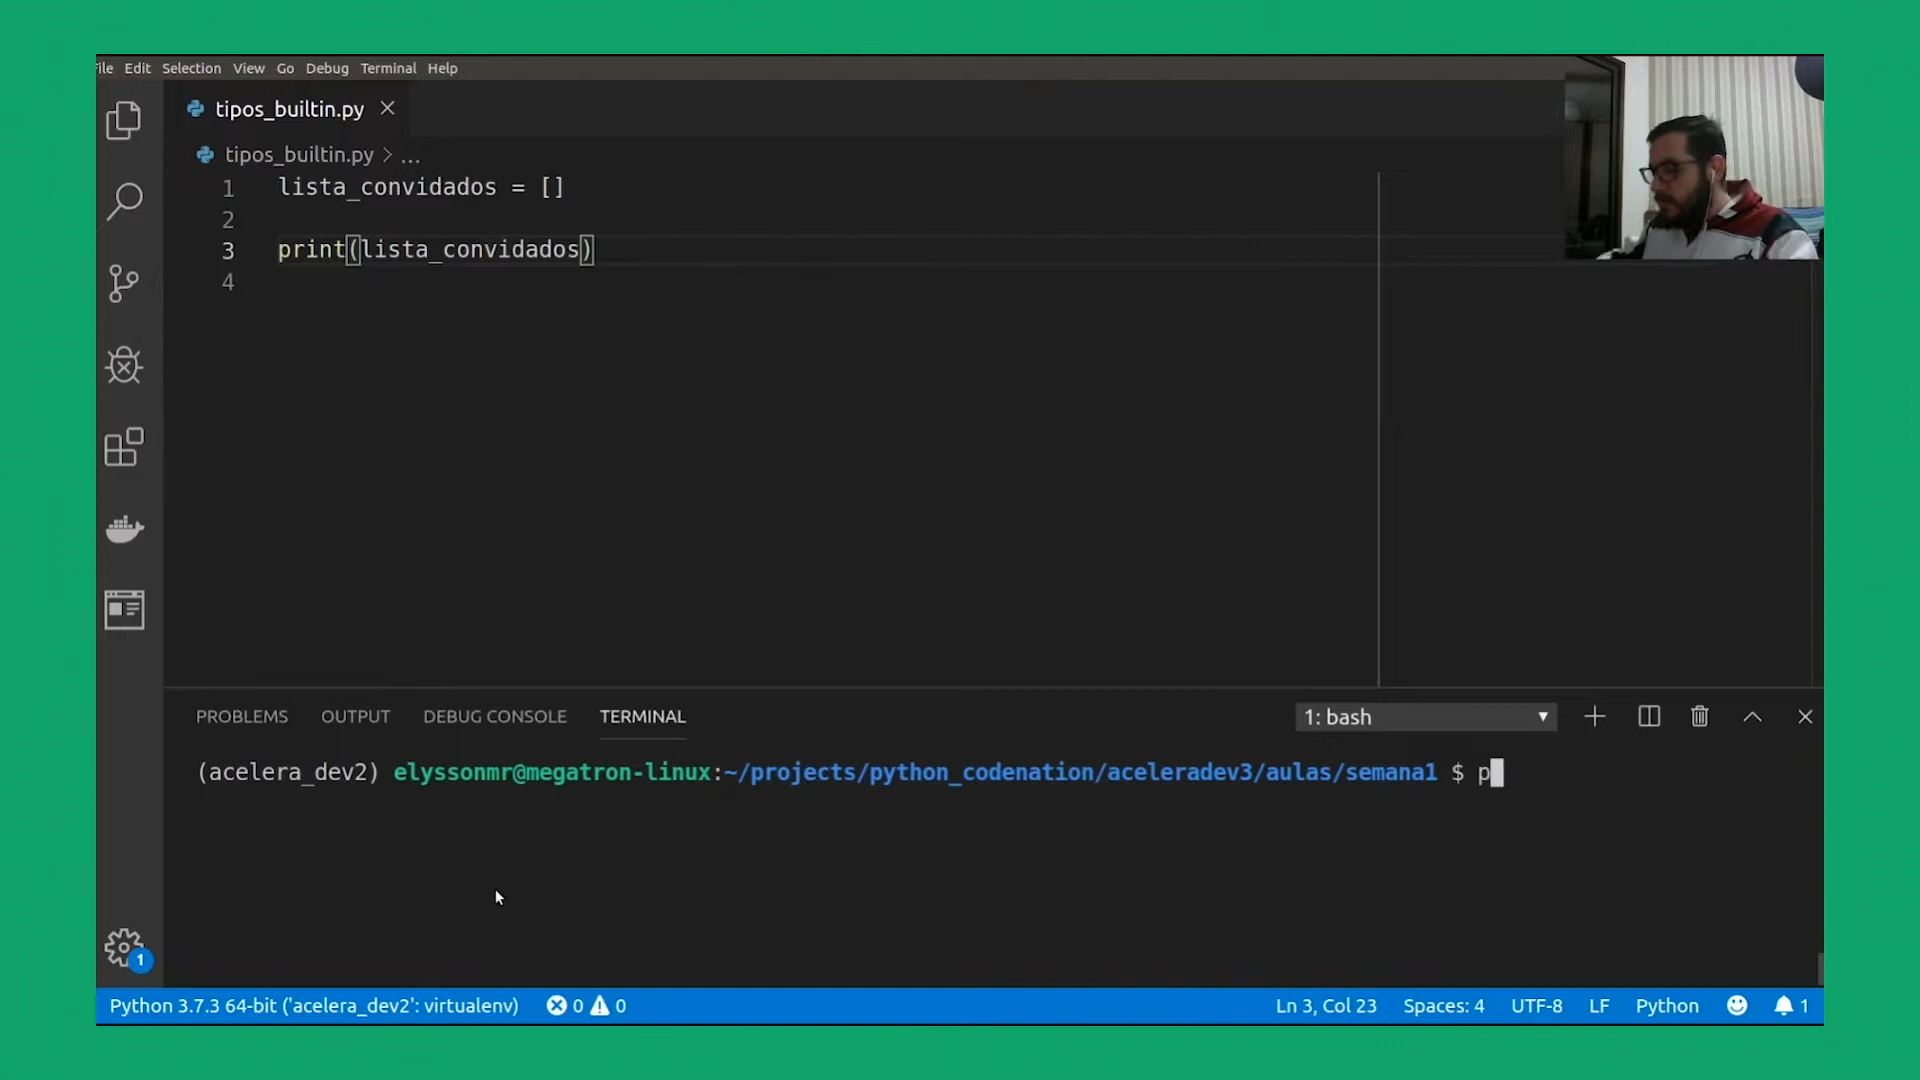 ile Edit Selection View Go Debug Terminal Help
tipos_builtin.py
tipos_builtin.py > ...
1 lista_convidados = []
2
3 print(lista_convidados)
4
PROBLEMS OUTPUT DEBUG CONSOLE TERMINAL 1: bash
(acelera_dev2) elyssonmr@megatron-linux:~/projects/python_codenation/aceleradev3/aulas/semana1 $ p
1
Python 3.7.3 64-bit ('acelera_dev2': virtualenv) 0 0 Ln 3, Col 23 Spaces: 4 UTF-8 LF Python 1